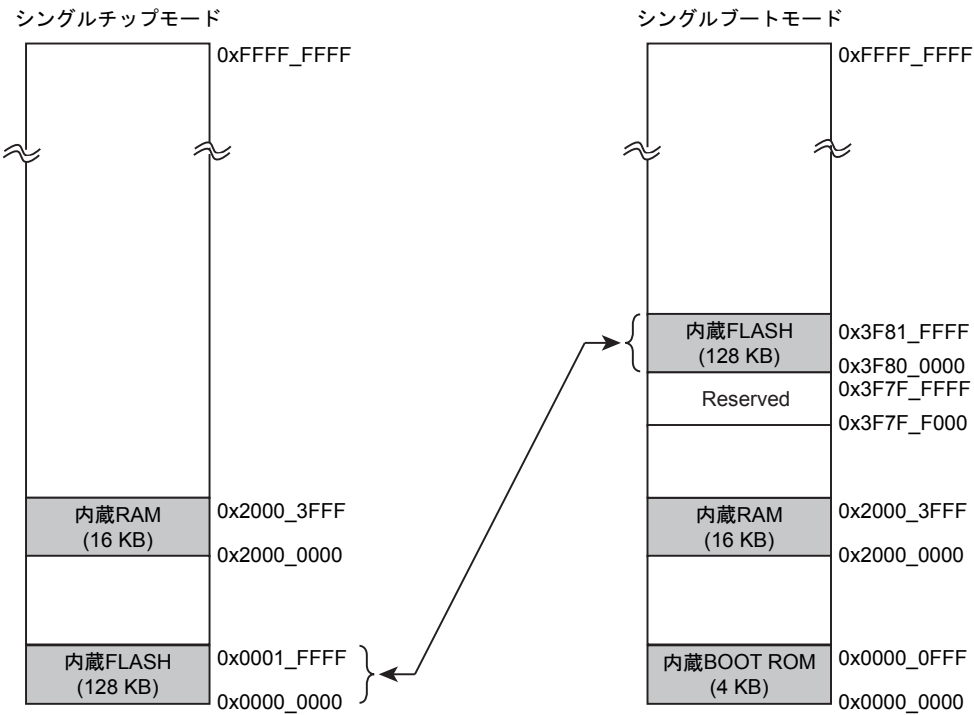 シングルチップモード
0xFFFF_FFFF
内蔵RAM
(16 KB)
0x2000_3FFF
0x2000_0000
内蔵FLASH
(128 KB)
0x0001_FFFF
0x0000_0000
シングルブートモード
0xFFFF_FFFF
内蔵FLASH
(128 KB)
0x3F81_FFFF
0x3F80_0000
0x3F7F_FFFF
Reserved
0x3F7F_F000
内蔵RAM
(16 KB)
0x2000_3FFF
0x2000_0000
内蔵BOOT ROM
(4 KB)
0x0000_0FFF
0x0000_0000